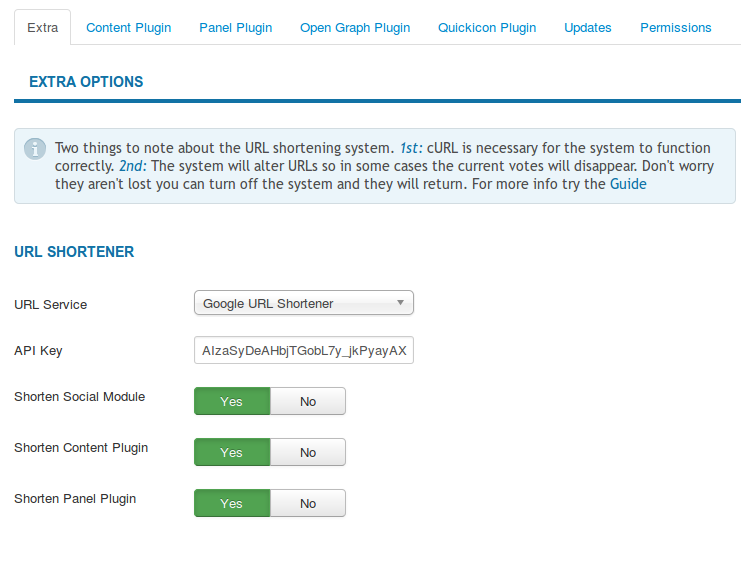 Extra Content Plugin Panel Plugin Open Graph Plugin Quickicon Plugin Updates Permissions
EXTRA OPTIONS
Two things to note about the URL shortening system. 1st: cURL is necessary for the system to function
correctly. 2nd: The system will alter URLs so in some cases the current votes will disappear. Don't worry
they aren't lost you can turn off the system and they will return. For more info try the Guide
URL SHORTENER
URL Service Google URL Shortener
API Key AIzaSyDeAHbjTGobL7y_jkPyayAX
Shorten Social Module Yes No
Shorten Content Plugin Yes No
Shorten Panel Plugin Yes No